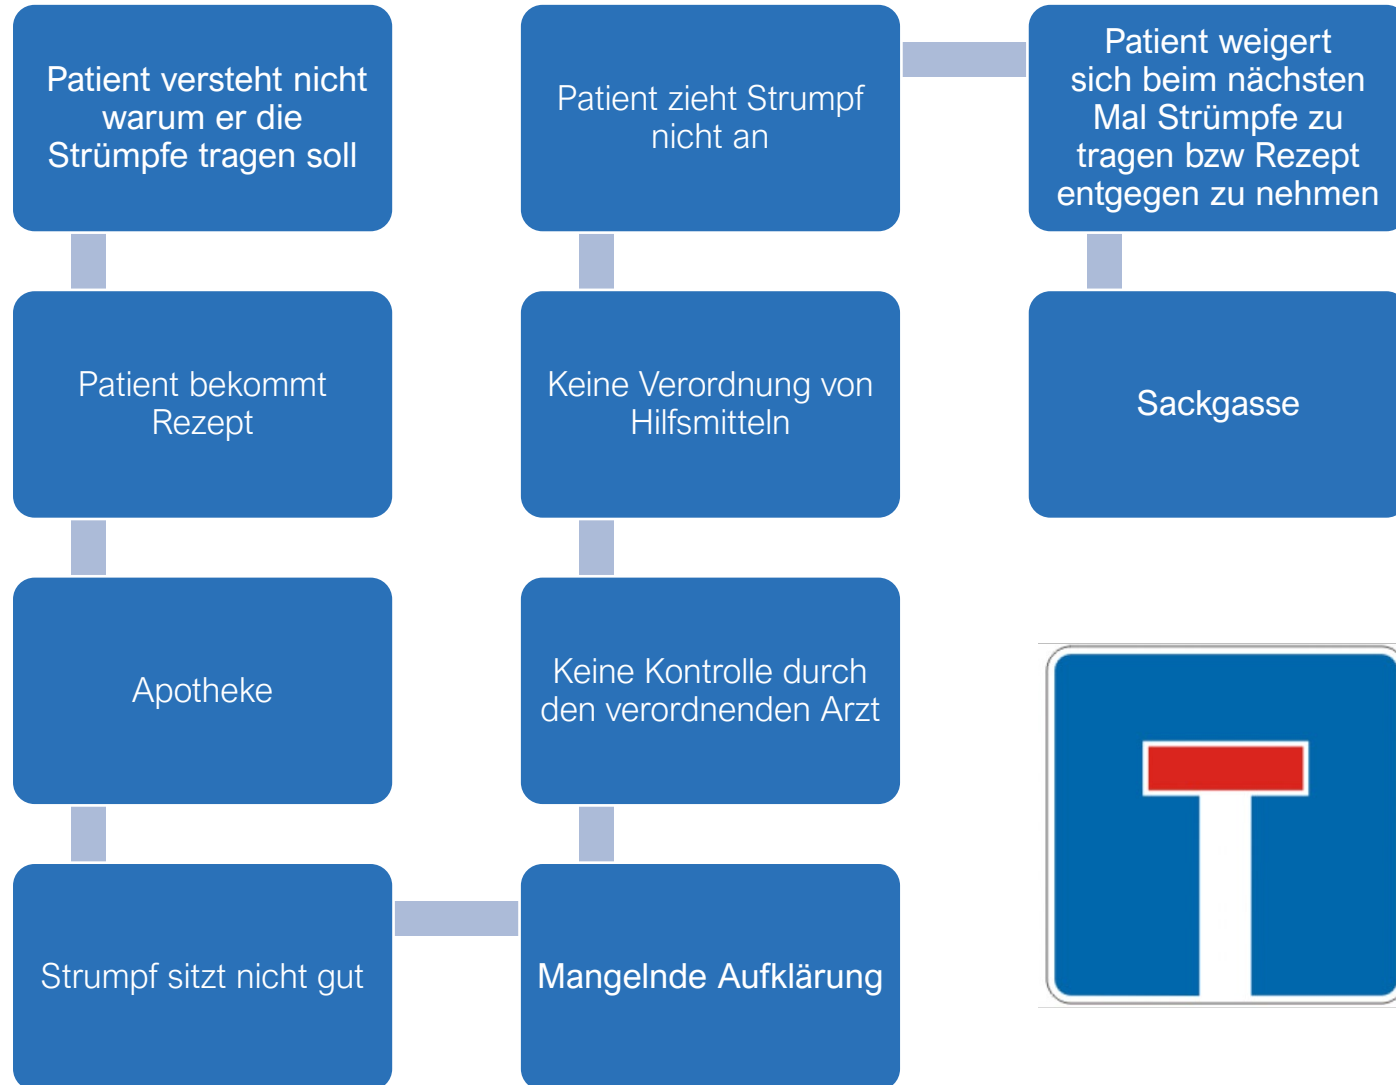 Patient versteht nicht
warum er die
Strümpfe tragen soll
Patient bekommt
Rezept
Apotheke
Strumpf sitzt nicht gut
Mangelnde Aufklärung
Keine Kontrolle durch
den verordnenden Arzt
Keine Verordnung von
Hilfsmitteln
Patient zieht Strumpf
nicht an
Patient weigert
sich beim nächsten
Mal Strümpfe zu
tragen bzw Rezept
entgegen zu nehmen
Sackgasse